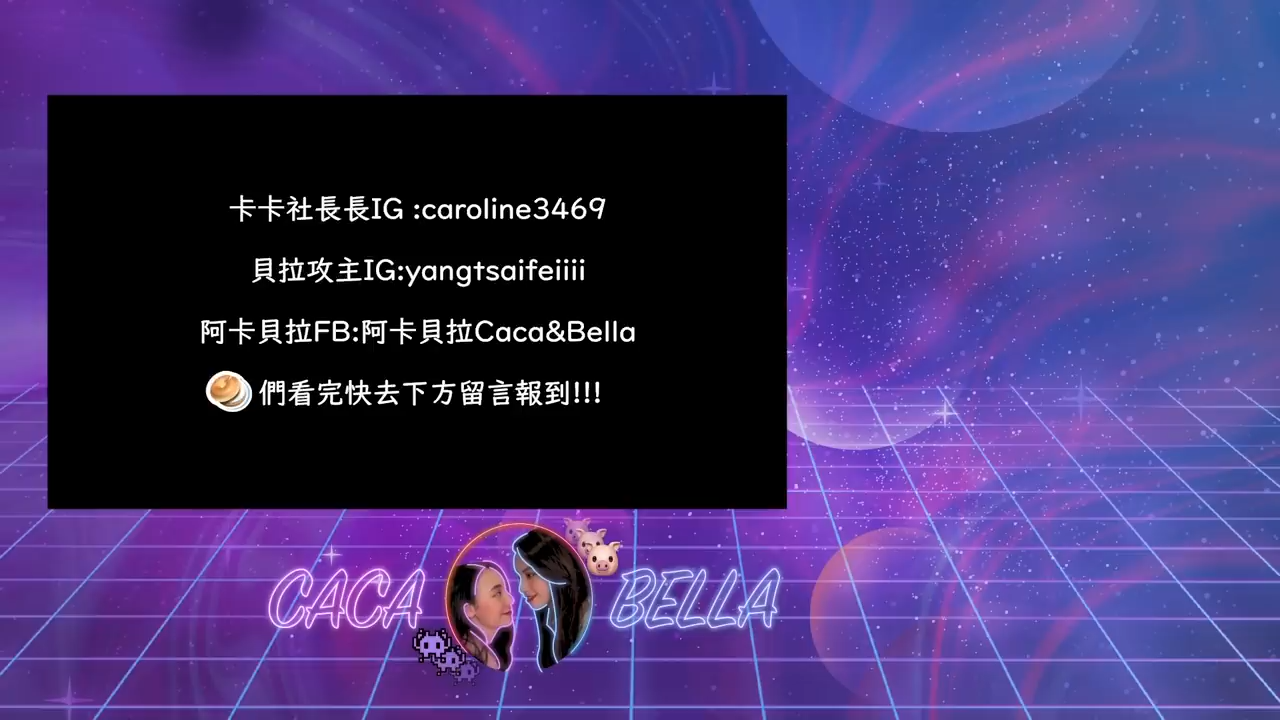 卡卡社長長IG :caroline3469
貝拉攻主IG:yangtsaifeiiii
阿卡貝拉FB:阿卡貝拉Caca&Bella
們看完快去下方留言報到!!!
CACA
BELLA